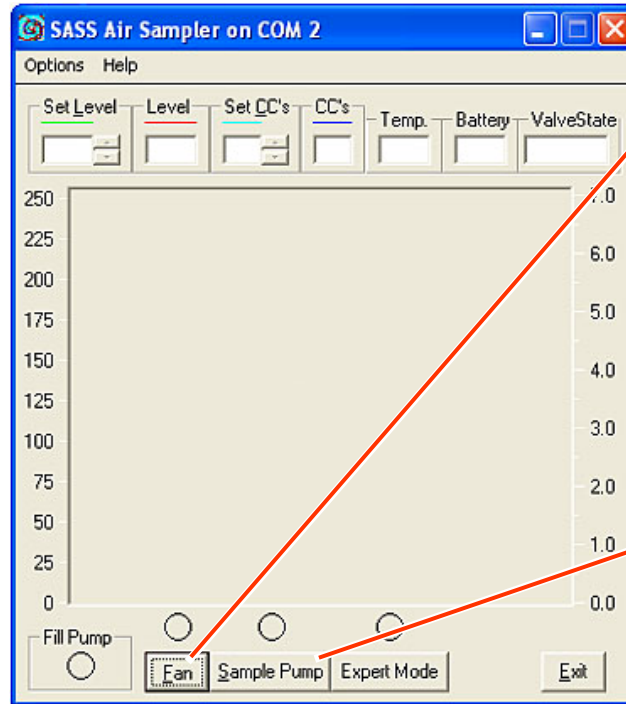 SASS Air Sampler on COM 2
Options Help
Set Level Level Set CC's CC's Temp. Battery ValveState
250 7.0
225 6.0
200
175 5.0
150 4.0
125
100 3.0
75 2.0
50
25 1.0
0 0.0
Fill Pump
Fan Sample Pump Expert Mode Exit